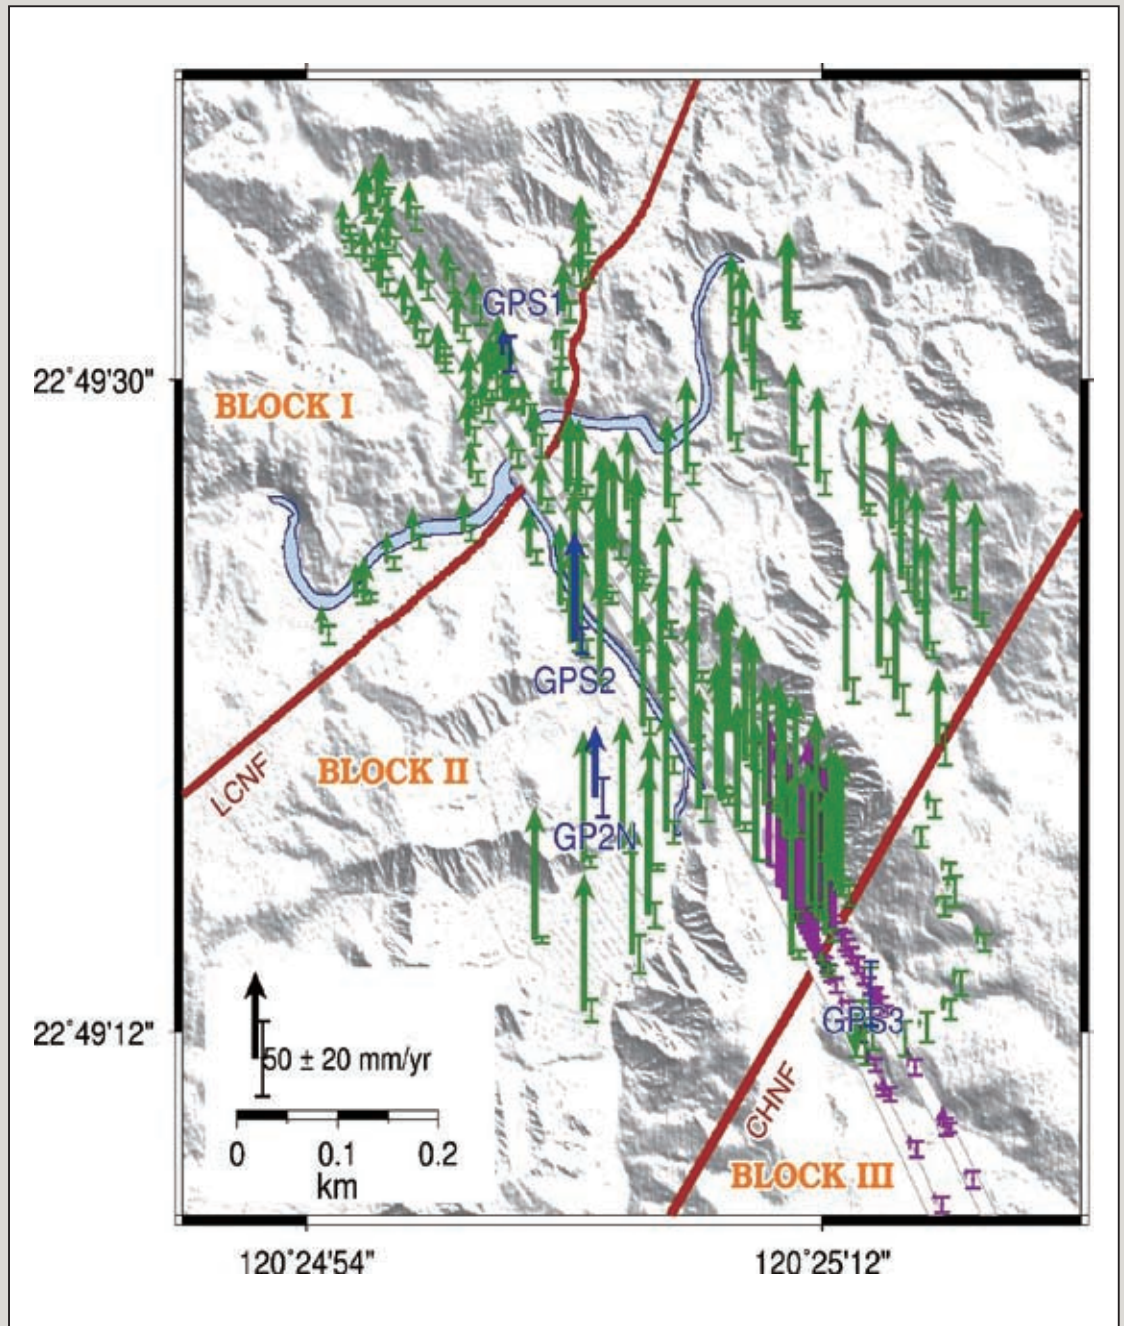 GPS1
22°49'30"
BLOCK I
GPS2
BLOCK II
LCNF
GP2N
GPS3
22°49'12"
50 ± 20 mm/yr
CHNF
0 0.1 0.2
km
BLOCK III
120°24'54" 120°25'12"